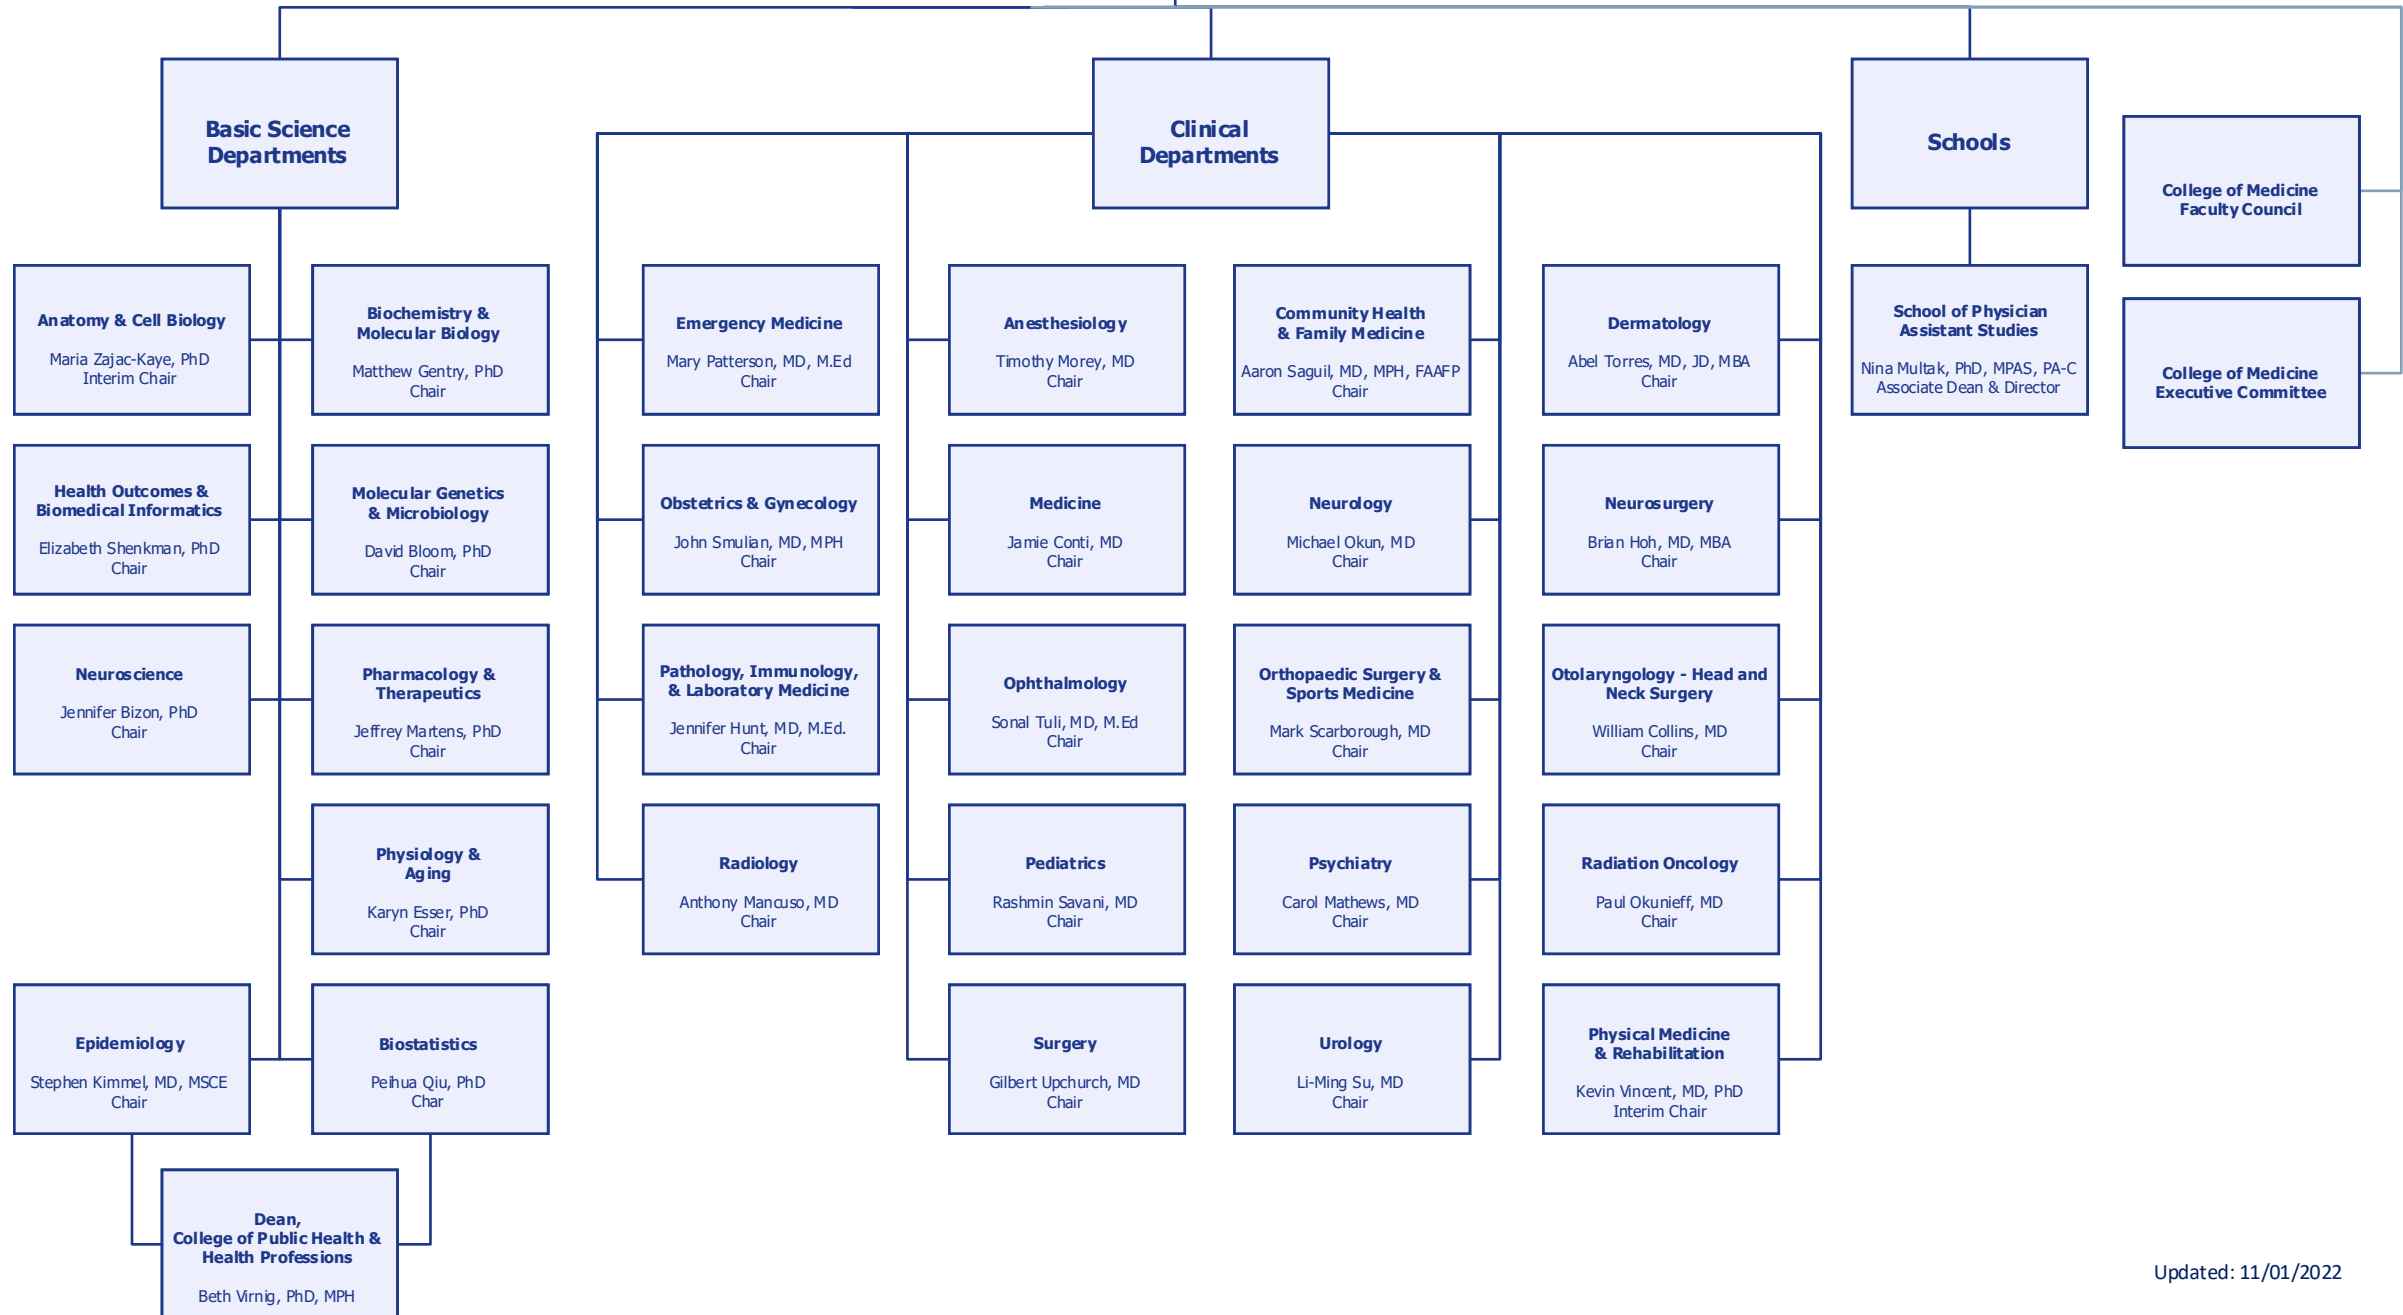 Basic Science
Departments
Clinical
Departments
Schools
College of Medicine
Faculty Council
College of Medicine
Executive Committee
Anatomy & Cell Biology
Maria Zajac-Kaye, PhD
Interim Chair
Biochemistry &
Molecular Biology
Matthew Gentry, PhD
Chair
Emergency Medicine
Mary Patterson, MD, M.Ed
Chair
Anesthesiology
Timothy Morey, MD
Chair
Community Health
& Family Medicine
Aaron Saguil, MD, MPH, FAAFP
Chair
Dermatology
Abel Torres, MD, JD, MBA
Chair
School of Physician
Assistant Studies
Nina Multak, PhD, MPAS, PA-C
Associate Dean & Director
Health Outcomes &
Biomedical Informatics
Elizabeth Shenkman, PhD
Chair
Molecular Genetics
& Microbiology
David Bloom, PhD
Chair
Obstetrics & Gynecology
John Smulian, MD, MPH
Chair
Medicine
Jamie Conti, MD
Chair
Neurology
Michael Okun, MD
Chair
Neurosurgery
Brian Hoh, MD, MBA
Chair
Neuroscience
Jennifer Bizon, PhD
Chair
Pharmacology &
Therapeutics
Jeffrey Martens, PhD
Chair
Pathology, Immunology,
& Laboratory Medicine
Jennifer Hunt, MD, M.Ed.
Chair
Ophthalmology
Sonal Tuli, MD, M.Ed
Chair
Orthopaedic Surgery &
Sports Medicine
Mark Scarborough, MD
Chair
Otolaryngology - Head and
Neck Surgery
William Collins, MD
Chair
Physiology &
Aging
Karyn Esser, PhD
Chair
Radiology
Anthony Mancuso, MD
Chair
Pediatrics
Rashmin Savani, MD
Chair
Psychiatry
Carol Mathews, MD
Chair
Radiation Oncology
Paul Okunieff, MD
Chair
Epidemiology
Stephen Kimmel, MD, MSCE
Chair
Biostatistics
Peihua Qiu, PhD
Char
Surgery
Gilbert Upchurch, MD
Chair
Urology
Li-Ming Su, MD
Chair
Physical Medicine
& Rehabilitation
Kevin Vincent, MD, PhD
Interim Chair
Dean,
College of Public Health &
Health Professions
Beth Virnig, PhD, MPH
Updated: 11/01/2022